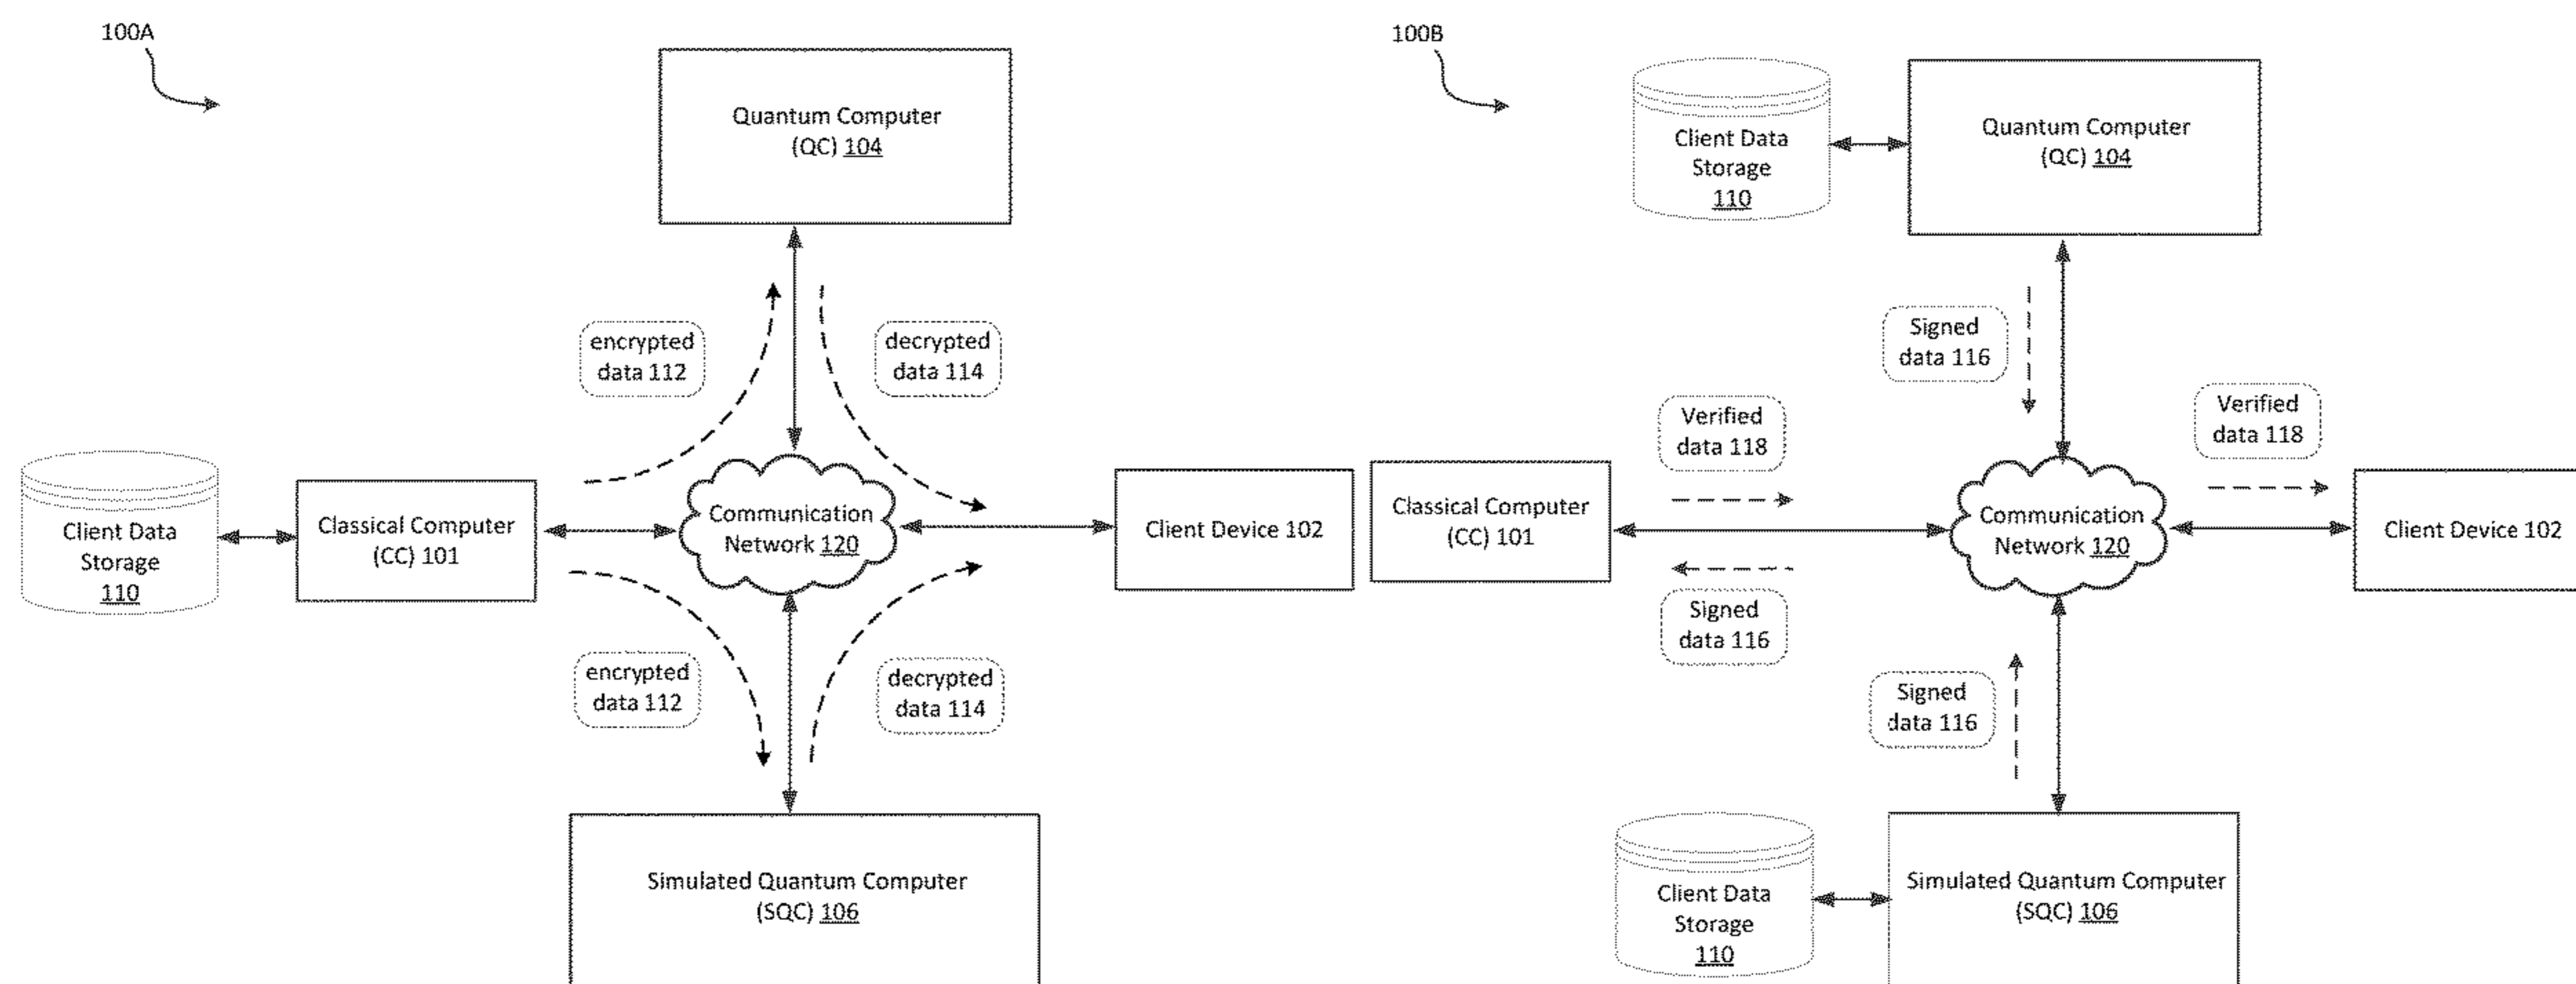 100A
Quantum Computer
(QC) 104
encrypted
data 112
decrypted
data 114
Client Data
Storage
110
Classical Computer
(CC) 101
Communication
Network 120
Client Device 102
encrypted
data 112
decrypted
data 114
Simulated Quantum Computer
(SQC) 106
100B
Client Data
Storage
110
Quantum Computer
(QC) 104
Signed
data 116
Verified
data 118
Verified
data 118
Classical Computer
(CC) 101
Communication
Network 120
Client Device 102
Signed
data 116
Signed
data 116
Client Data
Storage
110
Simulated Quantum Computer
(SQC) 106